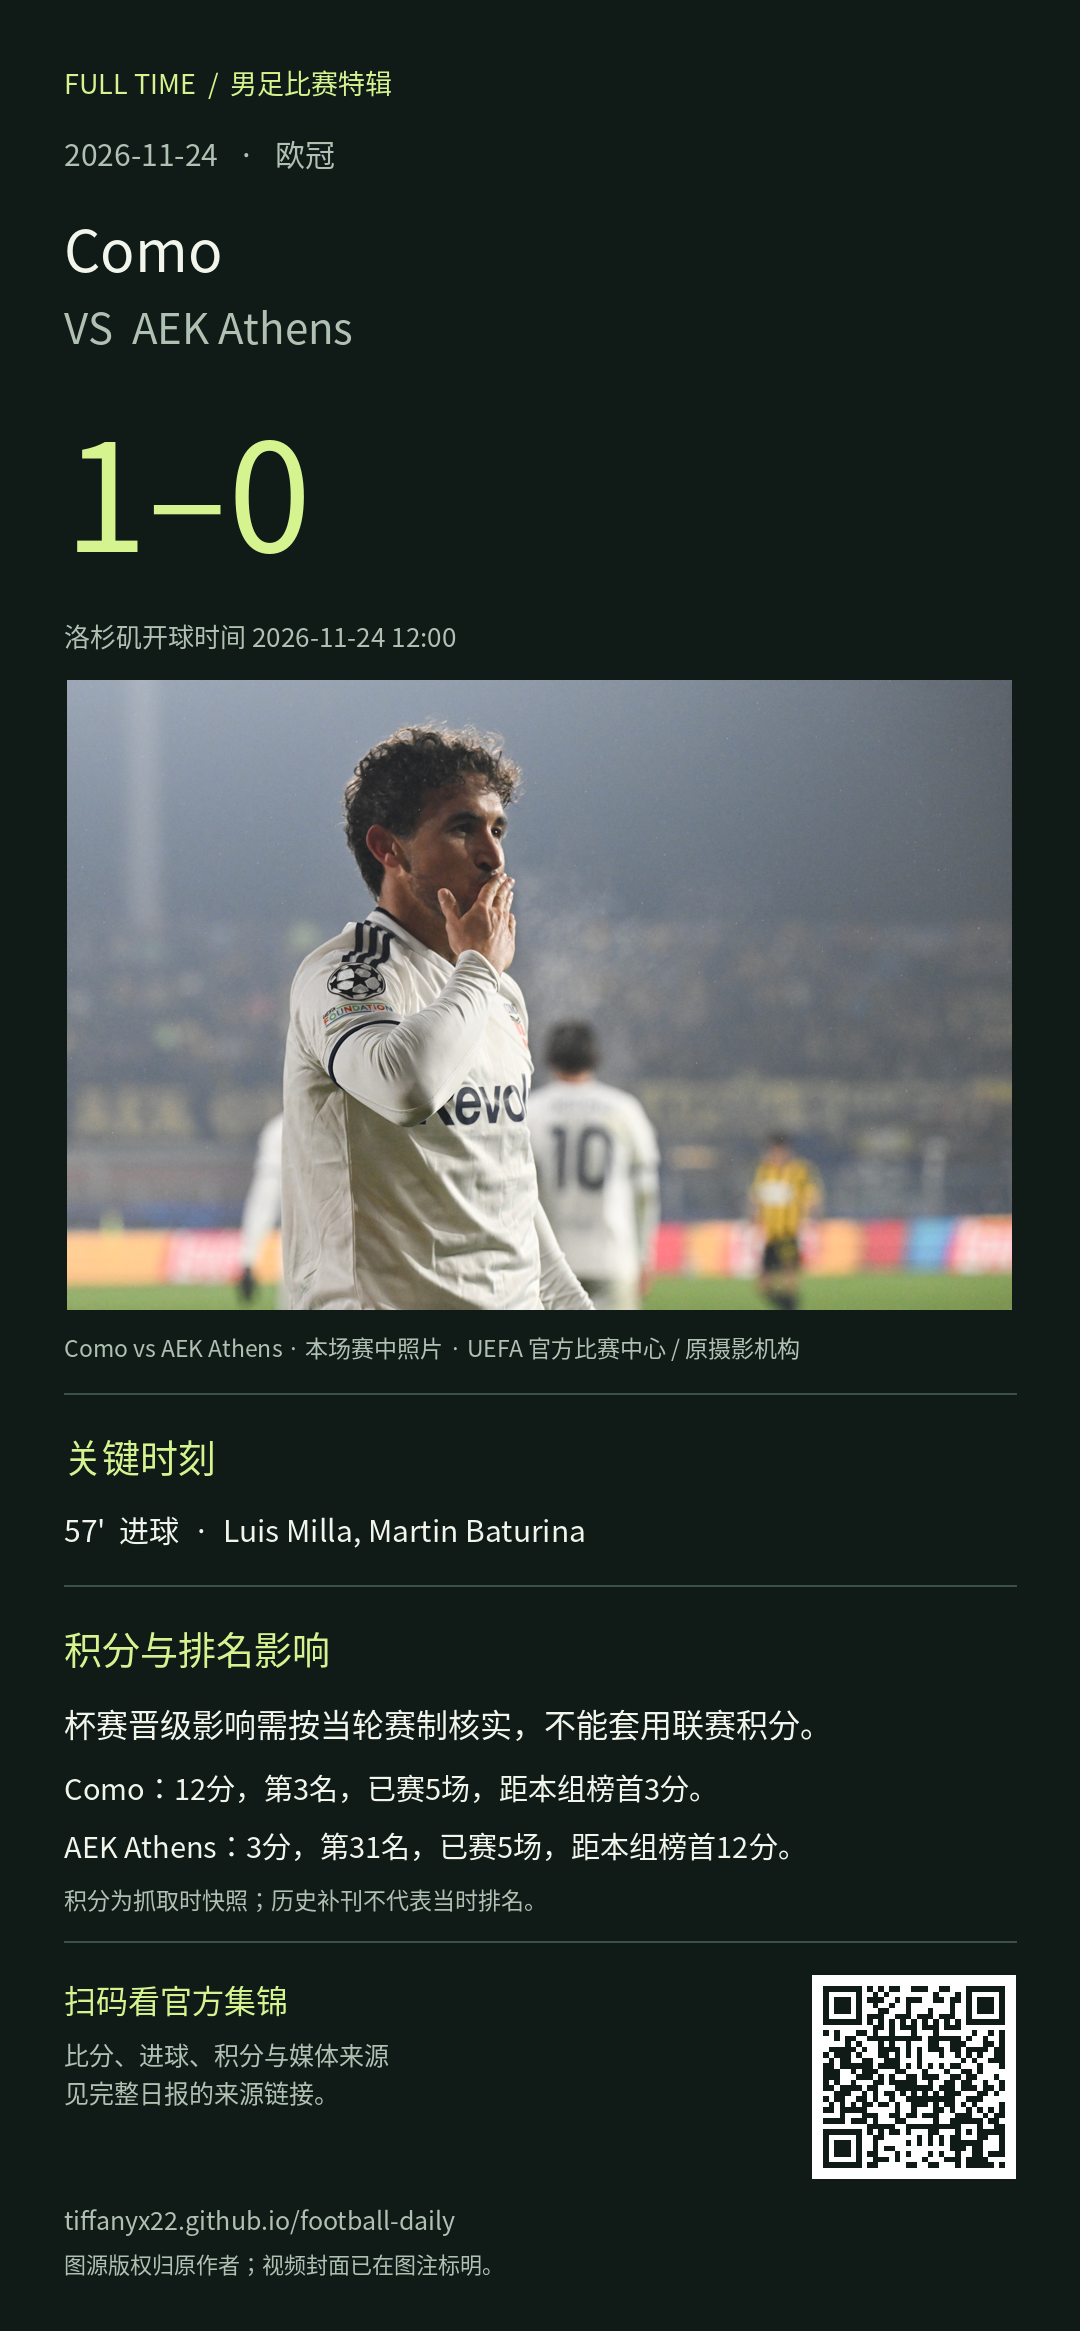 FULL TIME / 男足比赛特辑
2026-11-24 · 欧冠
Como
VS AEK Athens
1–0
洛杉矶开球时间 2026-11-24 12:00
FOUNDATION
Revol
10
Como vs AEK Athens · 本场赛中照片 · UEFA 官方比赛中心 / 原摄影机构
关键时刻
57' 进球 · Luis Milla, Martin Baturina
积分与排名影响
杯赛晋级影响需按当轮赛制核实，不能套用联赛积分。
Como：12分，第3名，已赛5场，距本组榜首3分。
AEK Athens：3分，第31名，已赛5场，距本组榜首12分。
积分为抓取时快照；历史补刊不代表当时排名。
扫码看官方集锦
比分、进球、积分与媒体来源
见完整日报的来源链接。
tiffanyx22.github.io/football-daily
图源版权归原作者；视频封面已在图注标明。